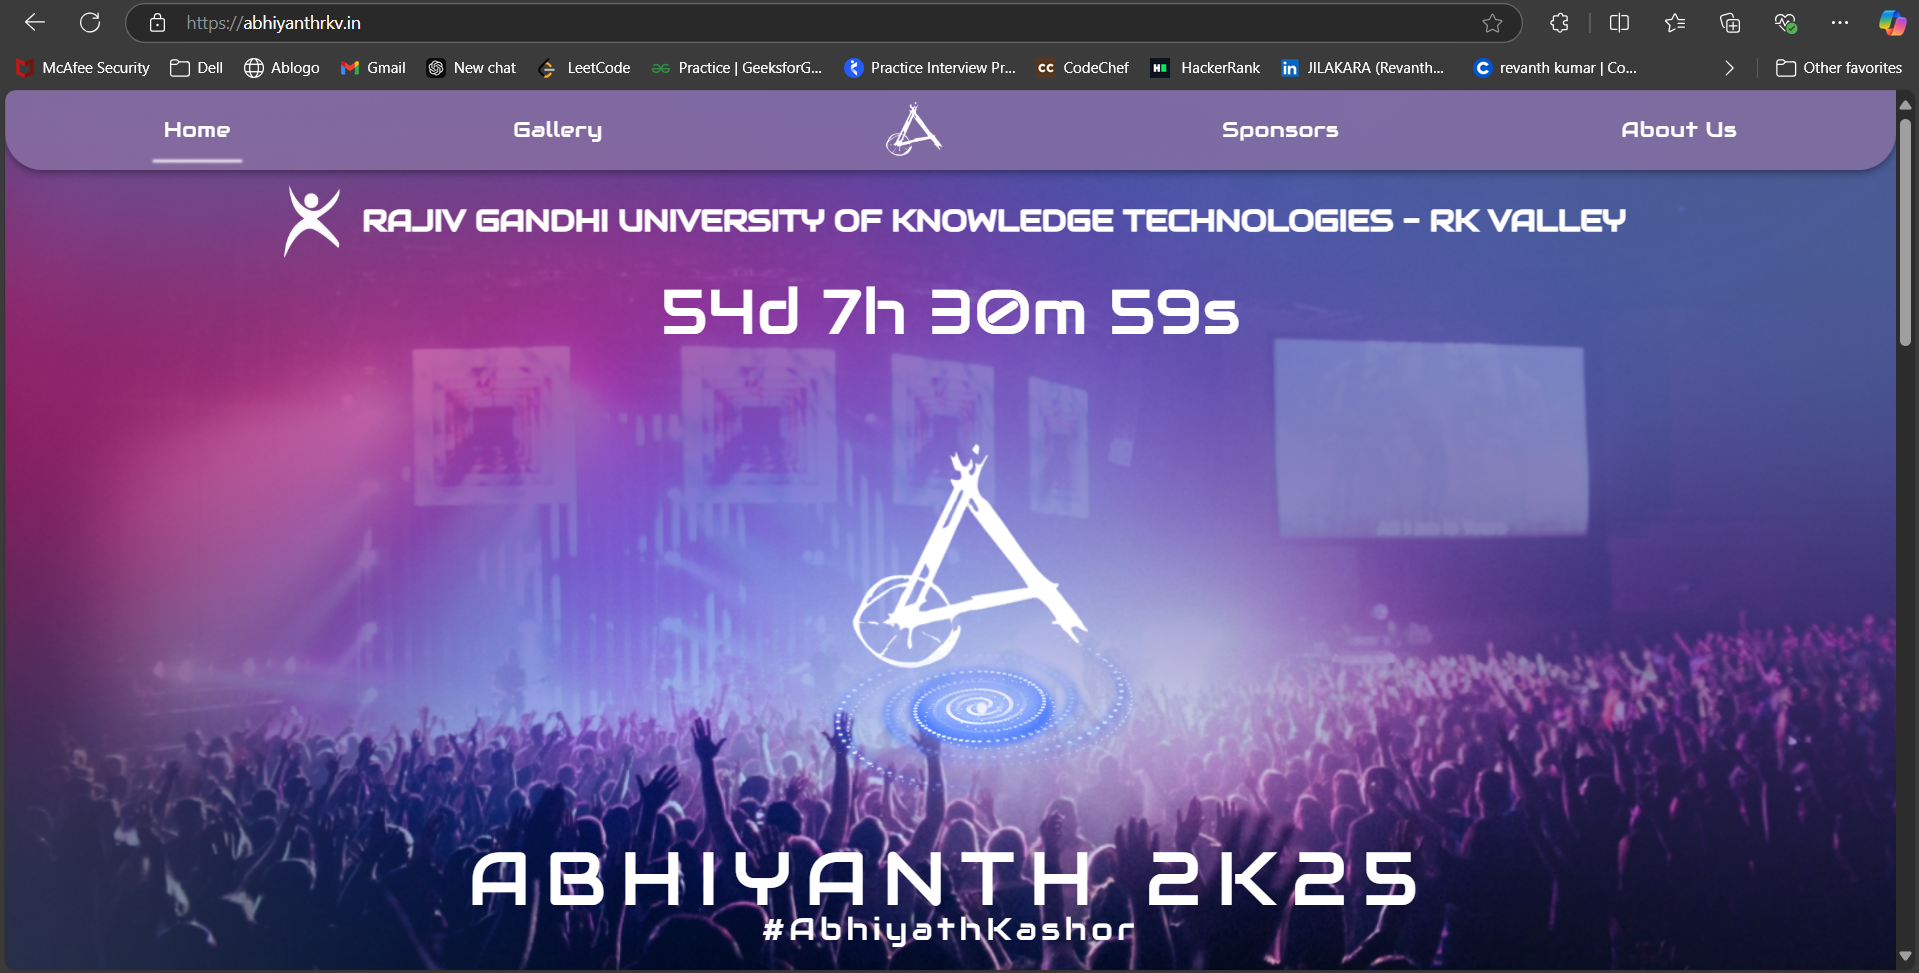 https://abhiyanthrkv.in
McAfee Security Dell Ablogo Gmail New chat LeetCode Practice | GeeksforG... Practice Interview Pr... CodeChef HackerRank JILAKARA (Revanth... revanth kumar | Co... Other favorites
Home Gallery Sponsors About Us
RAJIV GANDHI UNIVERSITY OF KNOWLEDGE TECHNOLOGIES - RK VALLEY
54d 7h 30m 59s
ABHIYANTH 2K25
#AbhiyathKashor